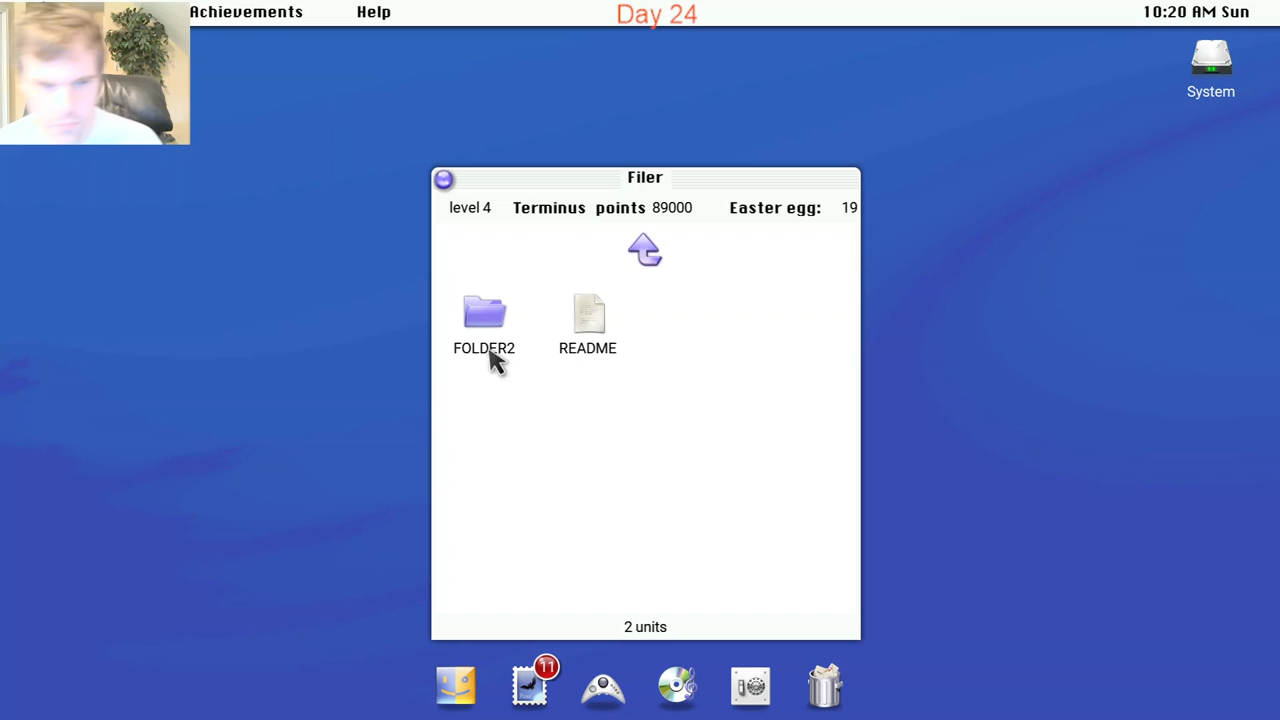 Achievements Help Day 24 10:20 AM Sun
System
Filer
level 4 Terminus points 89000 Easter egg: 19
FOLDER2 README
2 units
11